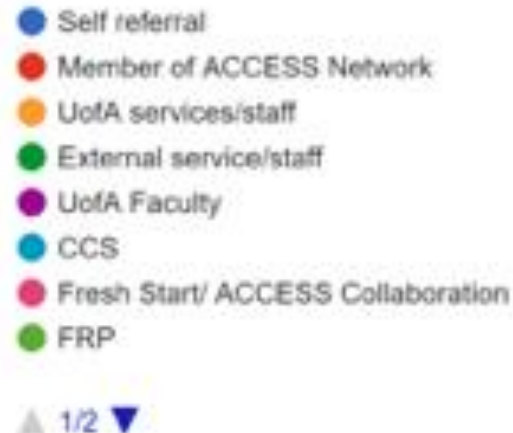 Self referral
Member of ACCESS Network
UofA services/staff
External service/staff
UofA Faculty
CCS
Fresh Start/ ACCESS Collaboration
FRP
1/2